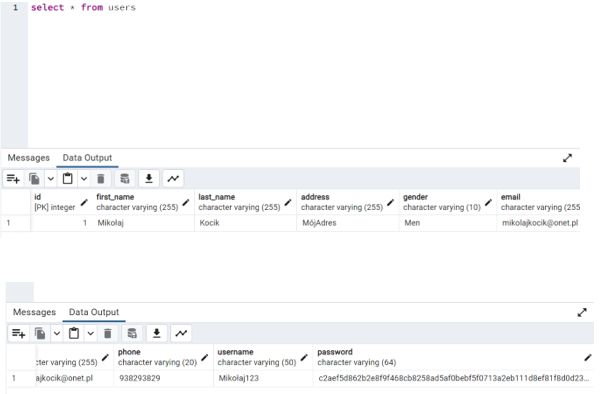 1 select * from users
Messages Data Output
id first_name last_name address gender email
[PK] integer character varying (255) character varying (255) character varying (255) character varying (10) character varying (255
1 1 Mikołaj Kocik MójAdres Men mikolajkocik@onet.pl
Messages Data Output
phone username password
cter varying (255) character varying (20) character varying (50) character varying (64)
1 ajkocik@onet.pl 938293829 Mikołaj123 c2aef5d862b2e8f9f468cb8258ad5af0bebf5f0713a2eb111d8ef81f8d0d23...